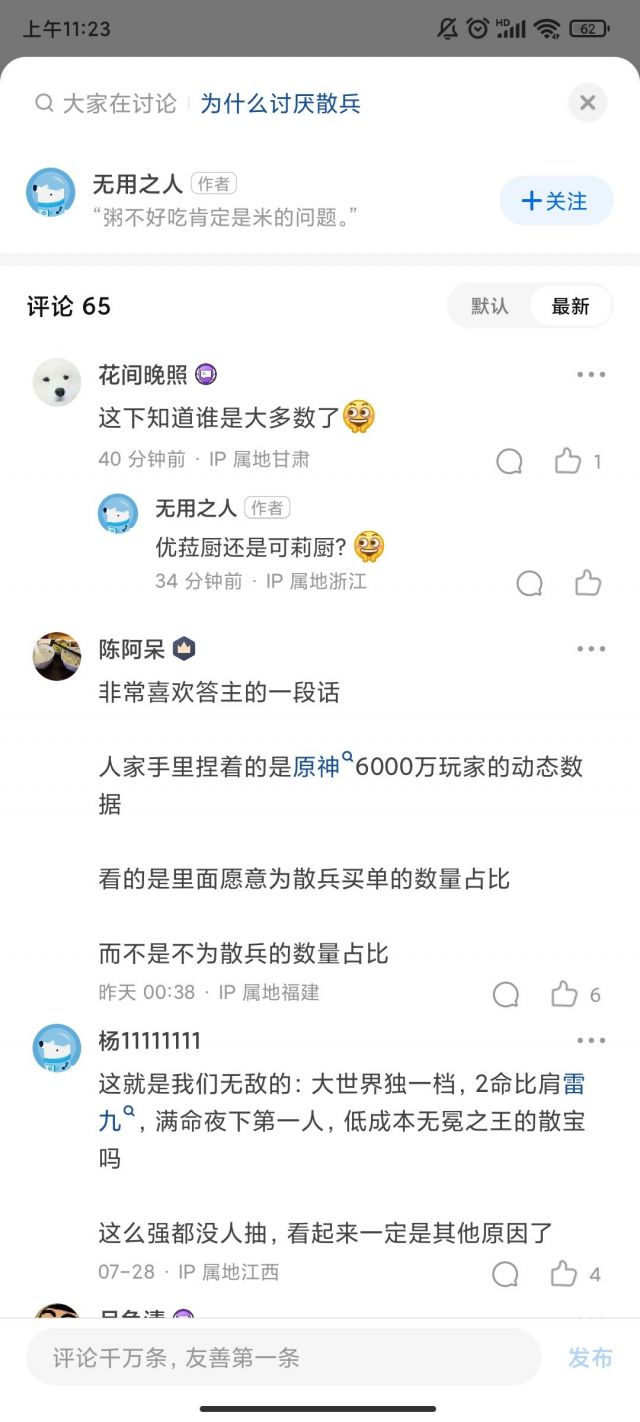 上午11:23
HD
62
大家在讨论
为什么讨厌散兵
无用之人 作者
“粥不好吃肯定是米的问题。”
+关注
评论 65
默认
最新
花间晚照
这下知道谁是大多数了
40 分钟前 · IP 属地甘肃
1
无用之人 作者
优菈厨还是可莉厨?
34 分钟前 · IP 属地浙江
陈阿呆
非常喜欢答主的一段话
人家手里捏着的是原神6000万玩家的动态数
据
看的是里面愿意为散兵买单的数量占比
而不是不为散兵的数量占比
昨天 00:38 · IP 属地福建
6
杨11111111
这就是我们无敌的: 大世界独一档, 2命比肩雷
九, 满命夜下第一人, 低成本无冕之王的散宝
吗
这么强都没人抽, 看起来一定是其他原因了
07-28 · IP 属地江西
4
评论千万条, 友善第一条
发布